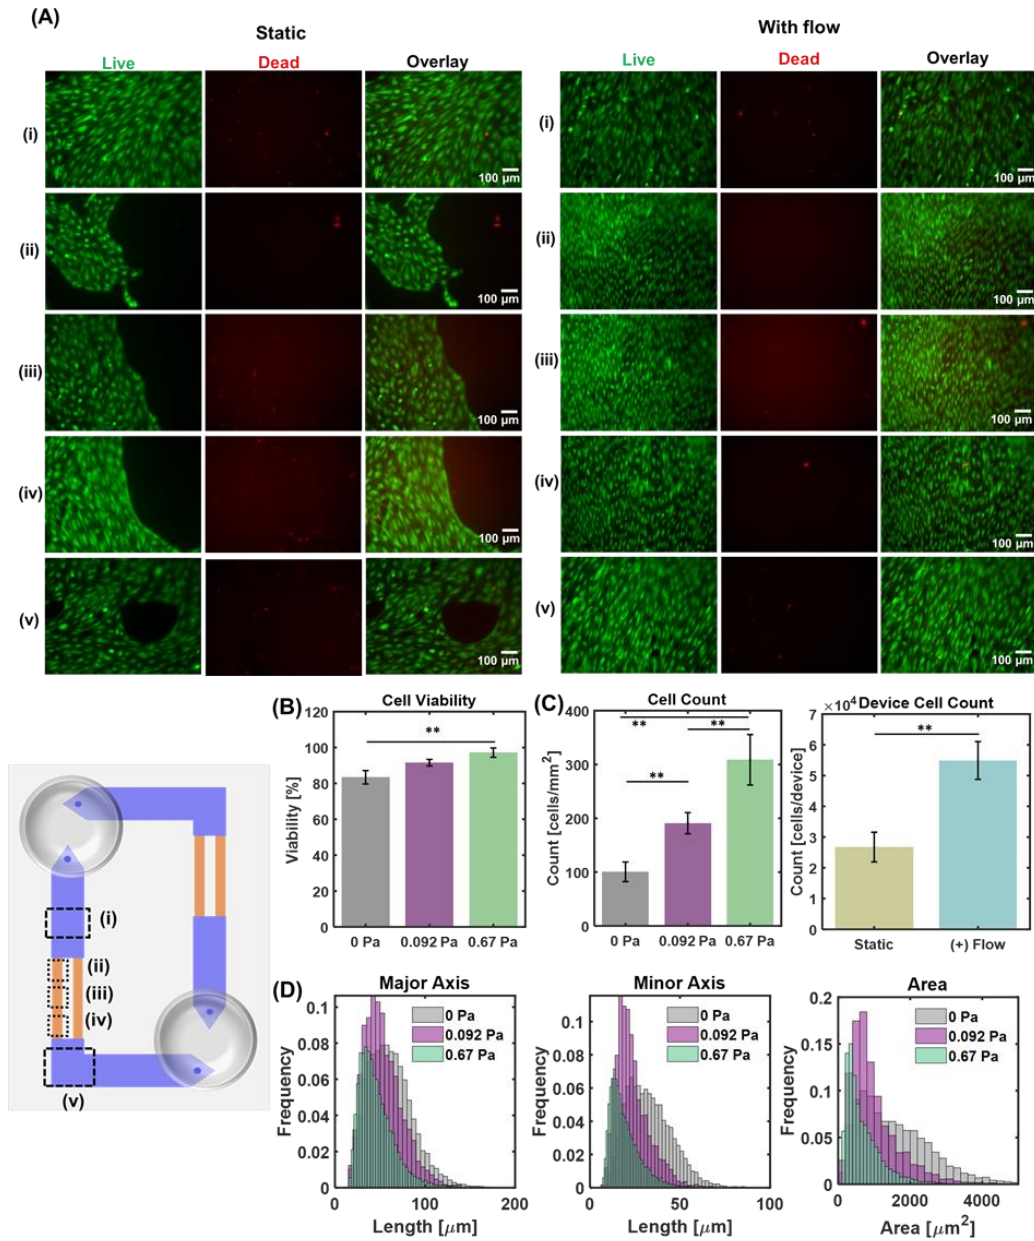 (A)
Static
Live Dead Overlay
(i) 100 µm
(ii) 100 µm
(iii) 100 µm
(iv) 100 µm
(v) 100 µm
With flow
Live Dead Overlay
(i) 100 µm
(ii) 100 µm
(iii) 100 µm
(iv) 100 µm
(v) 100 µm
(i)
(ii)
(iii)
(iv)
(v)
(B)
Cell Viability
Viability [%]
120
100
80
60
40
20
0
**
0 Pa 0.092 Pa 0.67 Pa
(C)
Cell Count
Count [cells/mm²]
400
300
200
100
0
** **
**
0 Pa 0.092 Pa 0.67 Pa
×10⁴ Device Cell Count
Count [cells/device]
7
6
5
4
3
2
1
0
**
Static (+) Flow
(D)
Major Axis
Frequency
0.1
0.08
0.06
0.04
0.02
0
0 Pa
0.092 Pa
0.67 Pa
0 100 200
Length [µm]
Minor Axis
Frequency
0.1
0.08
0.06
0.04
0.02
0
0 Pa
0.092 Pa
0.67 Pa
0 50 100
Length [µm]
Area
Frequency
0.2
0.15
0.1
0.05
0
0 Pa
0.092 Pa
0.67 Pa
0 2000 4000
Area [µm²]